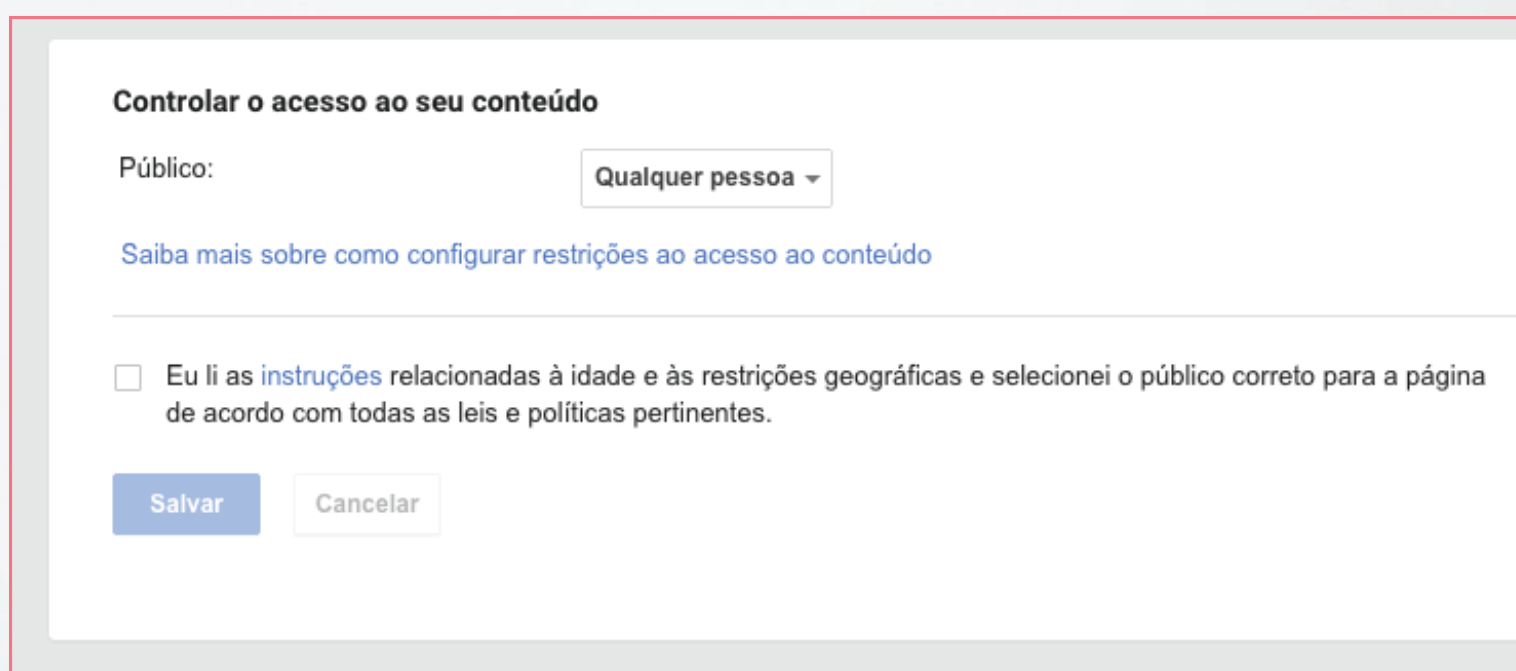 Controlar o acesso ao seu conteúdo
Público:
Qualquer pessoa
Saiba mais sobre como configurar restrições ao acesso ao conteúdo
Eu li as instruções relacionadas à idade e às restrições geográficas e selecionei o público correto para a página
de acordo com todas as leis e políticas pertinentes.
Salvar
Cancelar